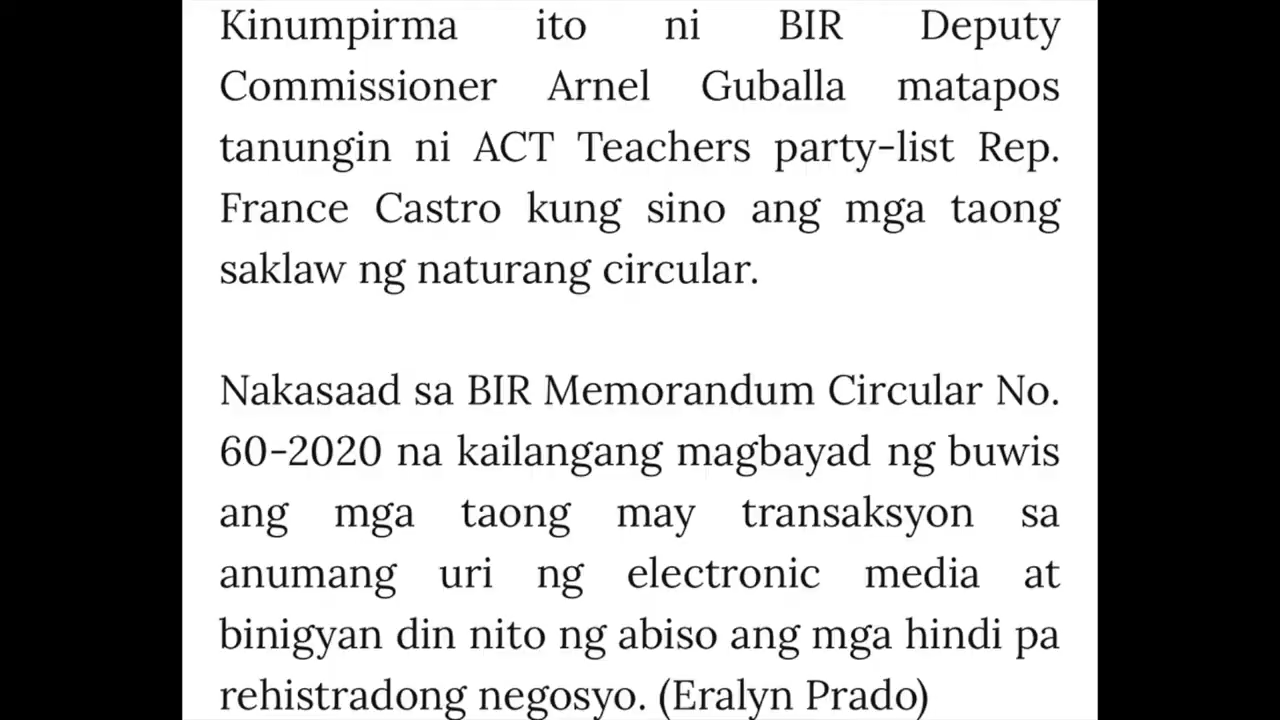 Kinumpirma ito ni BIR Deputy
Commissioner Arnel Guballa matapos
tanungin ni ACT Teachers party-list Rep.
France Castro kung sino ang mga taong
saklaw ng naturang circular.
Nakasaad sa BIR Memorandum Circular No.
60-2020 na kailangang magbayad ng buwis
ang mga taong may transaksyon sa
anumang uri ng electronic media at
binigyan din nito ng abiso ang mga hindi pa
rehistradong negosyo. (Eralyn Prado)